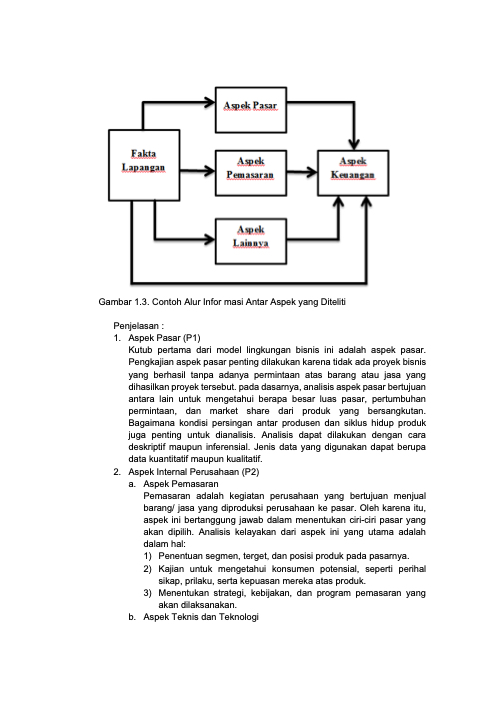 Aspek Pasar
Fakta
Lapangan
Aspek
Pemasaran
Aspek
Keuangan
Aspek
Lainnya
Gambar 1.3. Contoh Alur Infor masi Antar Aspek yang Diteliti
Penjelasan :
1. Aspek Pasar (P1)
Kutub pertama dari model lingkungan bisnis ini adalah aspek pasar.
Pengkajian aspek pasar penting dilakukan karena tidak ada proyek bisnis
yang berhasil tanpa adanya permintaan atas barang atau jasa yang
dihasilkan proyek tersebut. pada dasarnya, analisis aspek pasar bertujuan
antara lain untuk mengetahui berapa besar luas pasar, pertumbuhan
permintaan, dan market share dari produk yang bersangkutan.
Bagaimana kondisi persingan antar produsen dan siklus hidup produk
juga penting untuk dianalisis. Analisis dapat dilakukan dengan cara
deskriptif maupun inferensial. Jenis data yang digunakan dapat berupa
data kuantitatif maupun kualitatif.
2. Aspek Internal Perusahaan (P2)
a. Aspek Pemasaran
Pemasaran adalah kegiatan perusahaan yang bertujuan menjual
barang/ jasa yang diproduksi perusahaan ke pasar. Oleh karena itu,
aspek ini bertanggung jawab dalam menentukan ciri-ciri pasar yang
akan dipilih. Analisis kelayakan dari aspek ini yang utama adalah
dalam hal:
1) Penentuan segmen, terget, dan posisi produk pada pasarnya.
2) Kajian untuk mengetahui konsumen potensial, seperti perihal
sikap, prilaku, serta kepuasan mereka atas produk.
3) Menentukan strategi, kebijakan, dan program pemasaran yang
akan dilaksanakan.
b. Aspek Teknis dan Teknologi